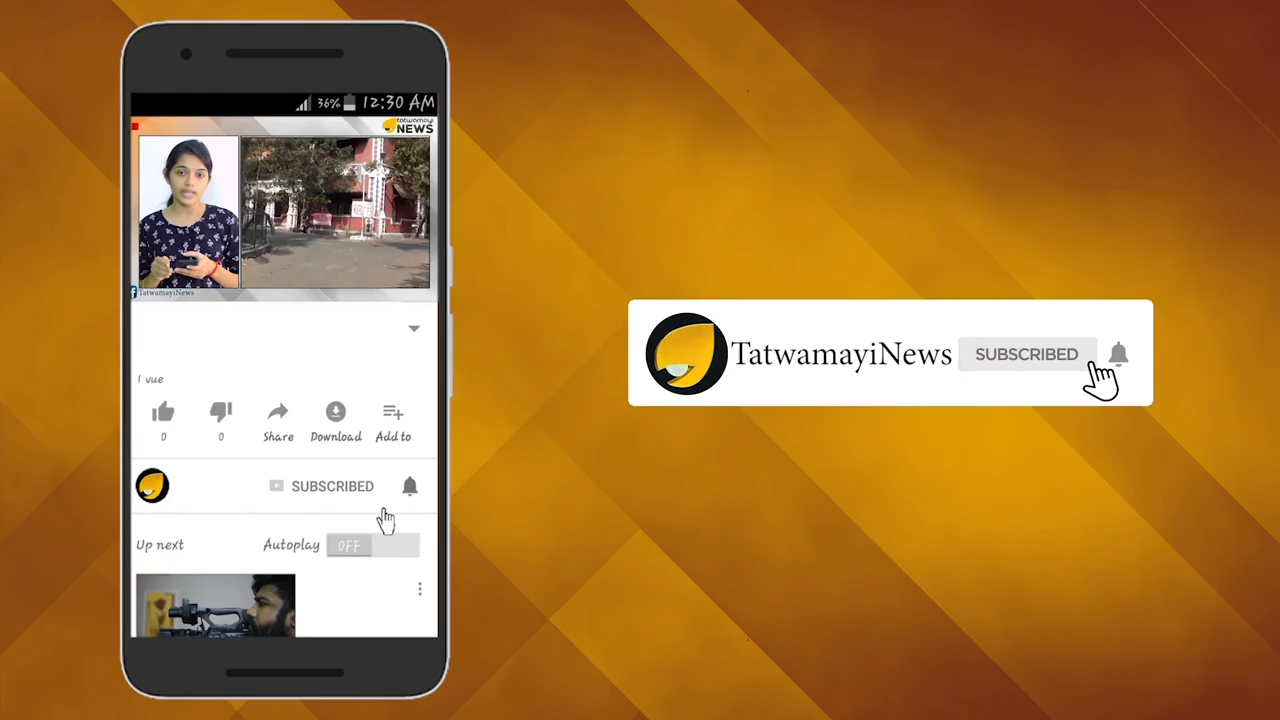 36% 12:30 AM
tatwamayi
NEWS
TatwamayiNews
1 vue
0 0 Share Download Add to
SUBSCRIBED
Up next Autoplay OFF
TatwamayiNews SUBSCRIBED